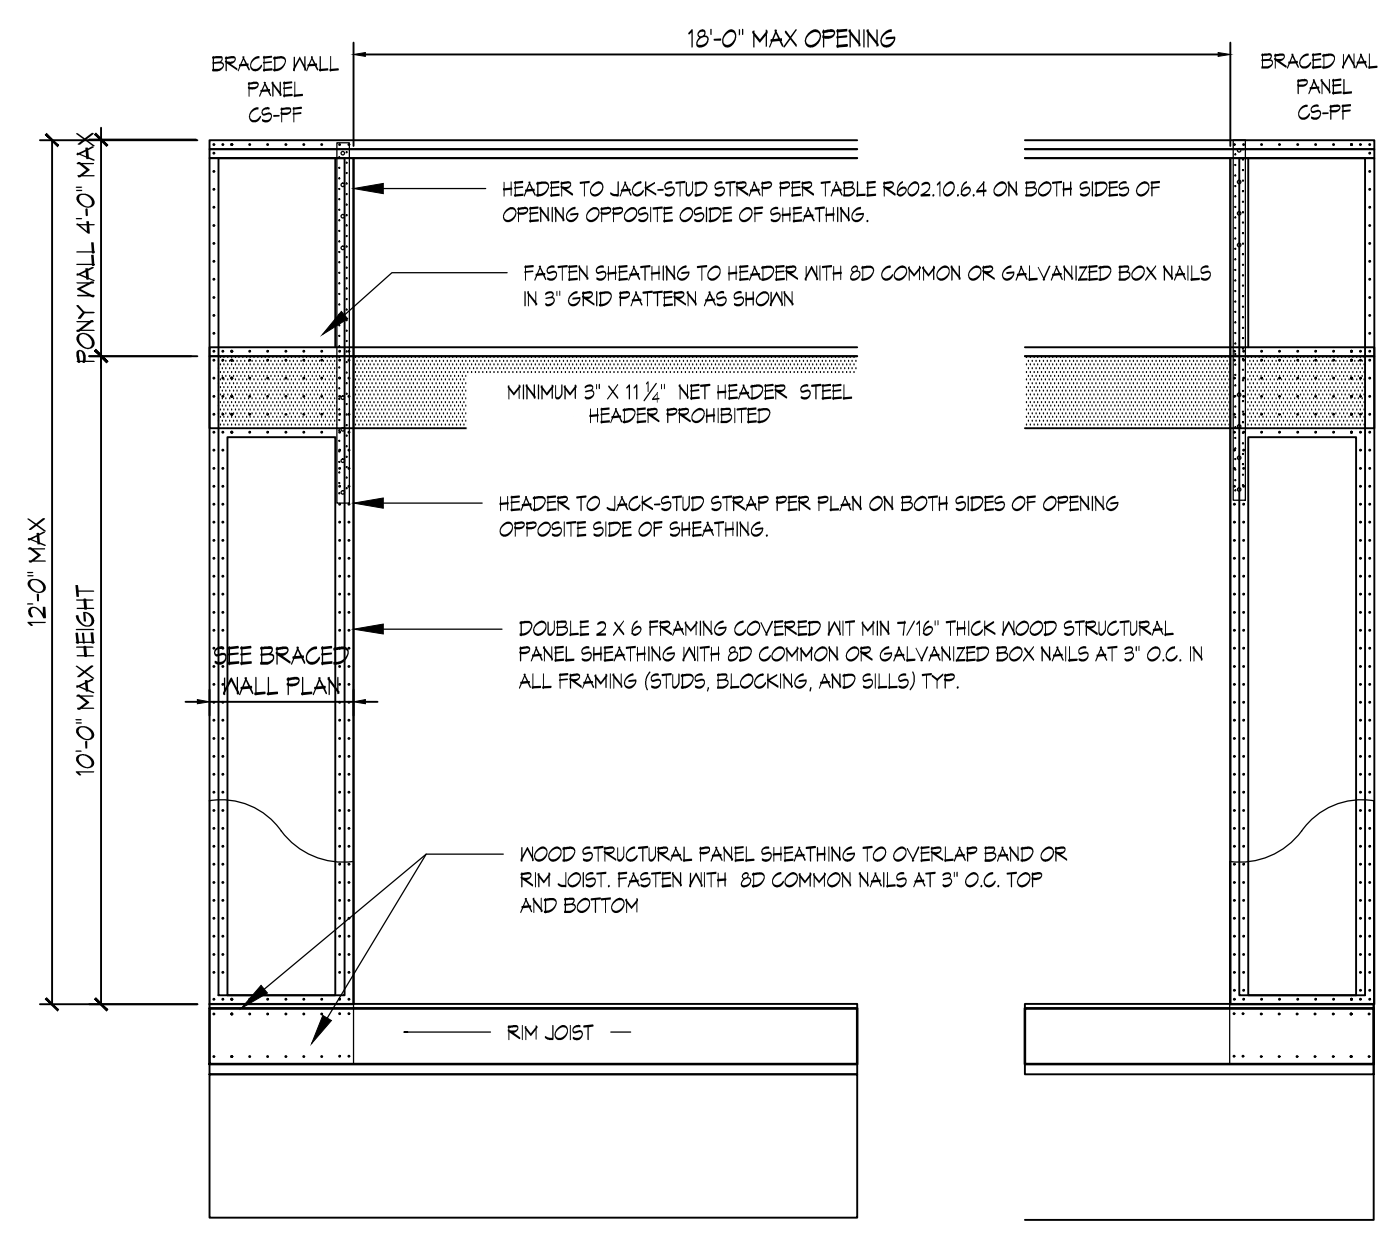 18'-0" MAX OPENING
BRACED WALL
PANEL
CS-PF
BRACED WAL
PANEL
CS-PF
PONY WALL 4'-0" MAX
HEADER TO JACK-STUD STRAP PER TABLE R602.10.6.4 ON BOTH SIDES OF
OPENING OPPOSITE OSIDE OF SHEATHING.
FASTEN SHEATHING TO HEADER WITH 8D COMMON OR GALVANIZED BOX NAILS
IN 3" GRID PATTERN AS SHOWN
MINIMUM 3" X 11 1/4" NET HEADER STEEL
HEADER PROHIBITED
HEADER TO JACK-STUD STRAP PER PLAN ON BOTH SIDES OF OPENING
OPPOSITE SIDE OF SHEATHING.
12'-0" MAX
10'-0" MAX HEIGHT
DOUBLE 2 X 6 FRAMING COVERED WIT MIN 7/16" THICK WOOD STRUCTURAL
PANEL SHEATHING WITH 8D COMMON OR GALVANIZED BOX NAILS AT 3" O.C. IN
ALL FRAMING (STUDS, BLOCKING, AND SILLS) TYP.
SEE BRACED
WALL PLAN
WOOD STRUCTURAL PANEL SHEATHING TO OVERLAP BAND OR
RIM JOIST. FASTEN WITH 8D COMMON NAILS AT 3" O.C. TOP
AND BOTTOM
RIM JOIST